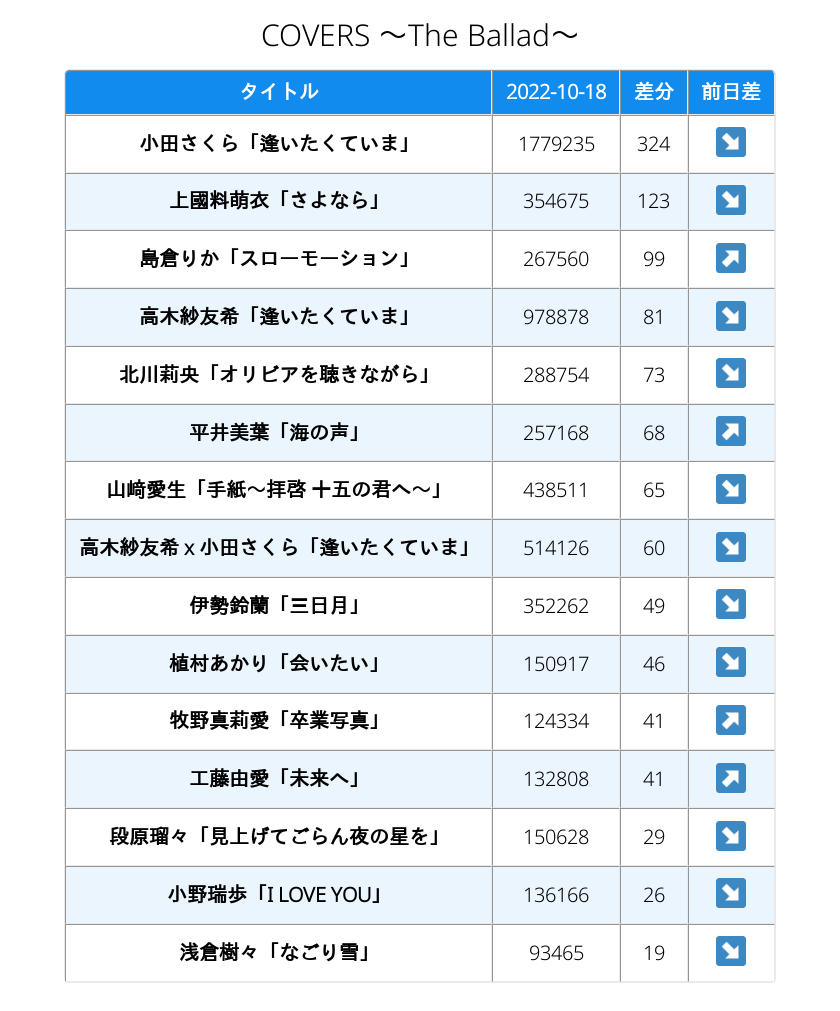 COVERS ～The Ballad～
タイトル 2022-10-18 差分 前日差
小田さくら「逢いたくていま」 1779235 324 ↘
上國料萌衣「さよなら」 354675 123 ↘
島倉りか「スローモーション」 267560 99 ↗
高木紗友希「逢いたくていま」 978878 81 ↘
北川莉央「オリビアを聴きながら」 288754 73 ↘
平井美葉「海の声」 257168 68 ↗
山﨑愛生「手紙～拝啓 十五の君へ～」 438511 65 ↘
高木紗友希 x 小田さくら「逢いたくていま」 514126 60 ↘
伊勢鈴蘭「三日月」 352262 49 ↘
植村あかり「会いたい」 150917 46 ↘
牧野真莉愛「卒業写真」 124334 41 ↗
工藤由愛「未来へ」 132808 41 ↗
段原瑠々「見上げてごらん夜の星を」 150628 29 ↘
小野瑞歩「I LOVE YOU」 136166 26 ↘
浅倉樹々「なごり雪」 93465 19 ↘